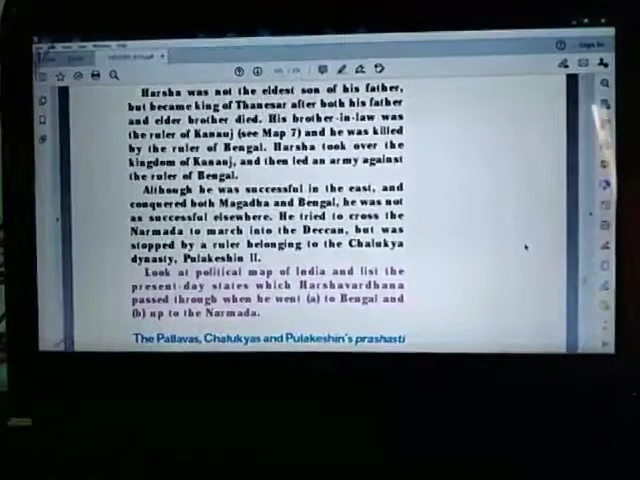 Sign In
Harsha was not the eldest son of his father,
but became king of Thanesar after both his father
and elder brother died. His brother-in-law was
the ruler of Kanauj (see Map 7) and he was killed
by the ruler of Bengal. Harsha took over the
kingdom of Kanauj, and then led an army against
the ruler of Bengal.
Although he was successful in the east, and
conquered both Magadha and Bengal, he was not
as successful elsewhere. He tried to cross the
Narmada to march into the Deccan, but was
stopped by a ruler belonging to the Chalukya
dynasty, Pulakeshin II.
Look at political map of India and list the
present-day states which Harshavardhana
passed through when he went (a) to Bengal and
(b) up to the Narmada.
The Pallavas, Chalukyas and Pulakeshin's prashasti